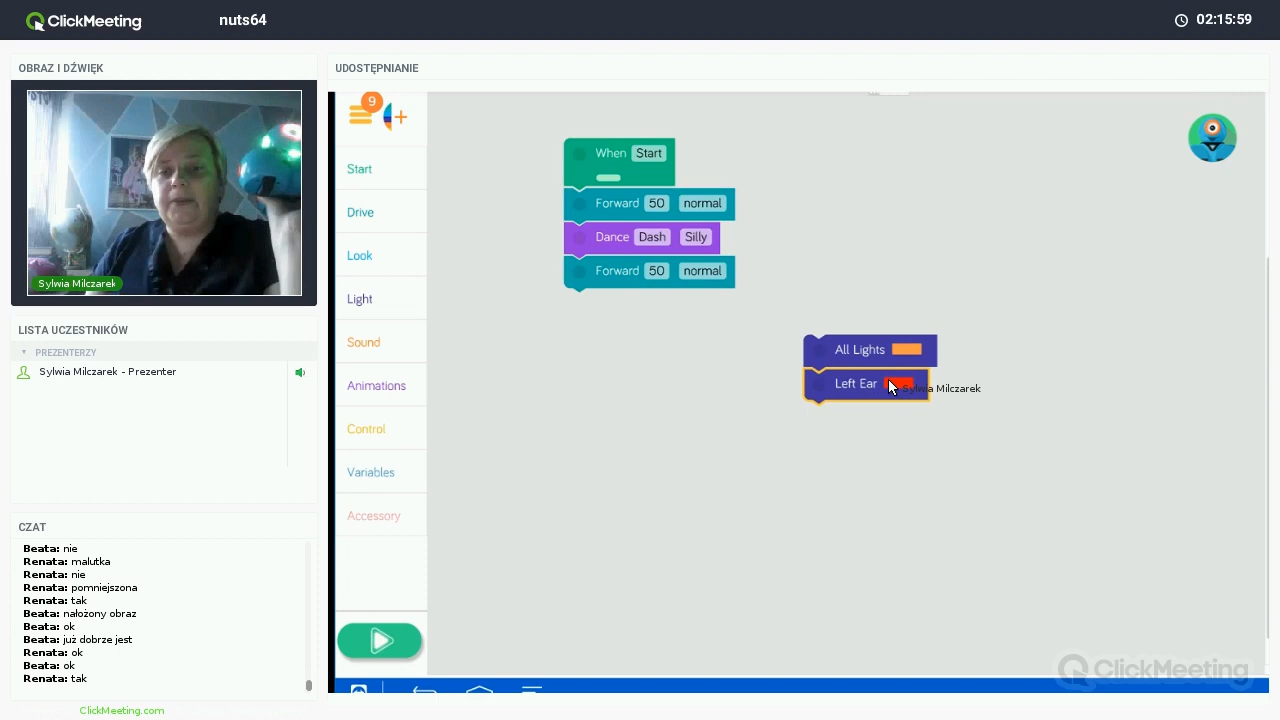 ClickMeeting
nuts64
02:15:59
OBRAZ I DŹWIĘK
Sylwia Milczarek
LISTA UCZESTNIKÓW
PREZENTERZY
Sylwia Milczarek - Prezenter
CZAT
Beata: nie
Renata: malutka
Renata: nie
Renata: pomniejszona
Renata: tak
Beata: nałożony obraz
Beata: ok
Beata: już dobrze jest
Renata: ok
Beata: ok
Renata: tak
ClickMeeting.com
UDOSTĘPNIANIE
9
Start
Drive
Look
Light
Sound
Animations
Control
Variables
Accessory
When Start
Forward 50 normal
Dance Dash Silly
Forward 50 normal
All Lights
Left Ear
Sylwia Milczarek
ClickMeeting